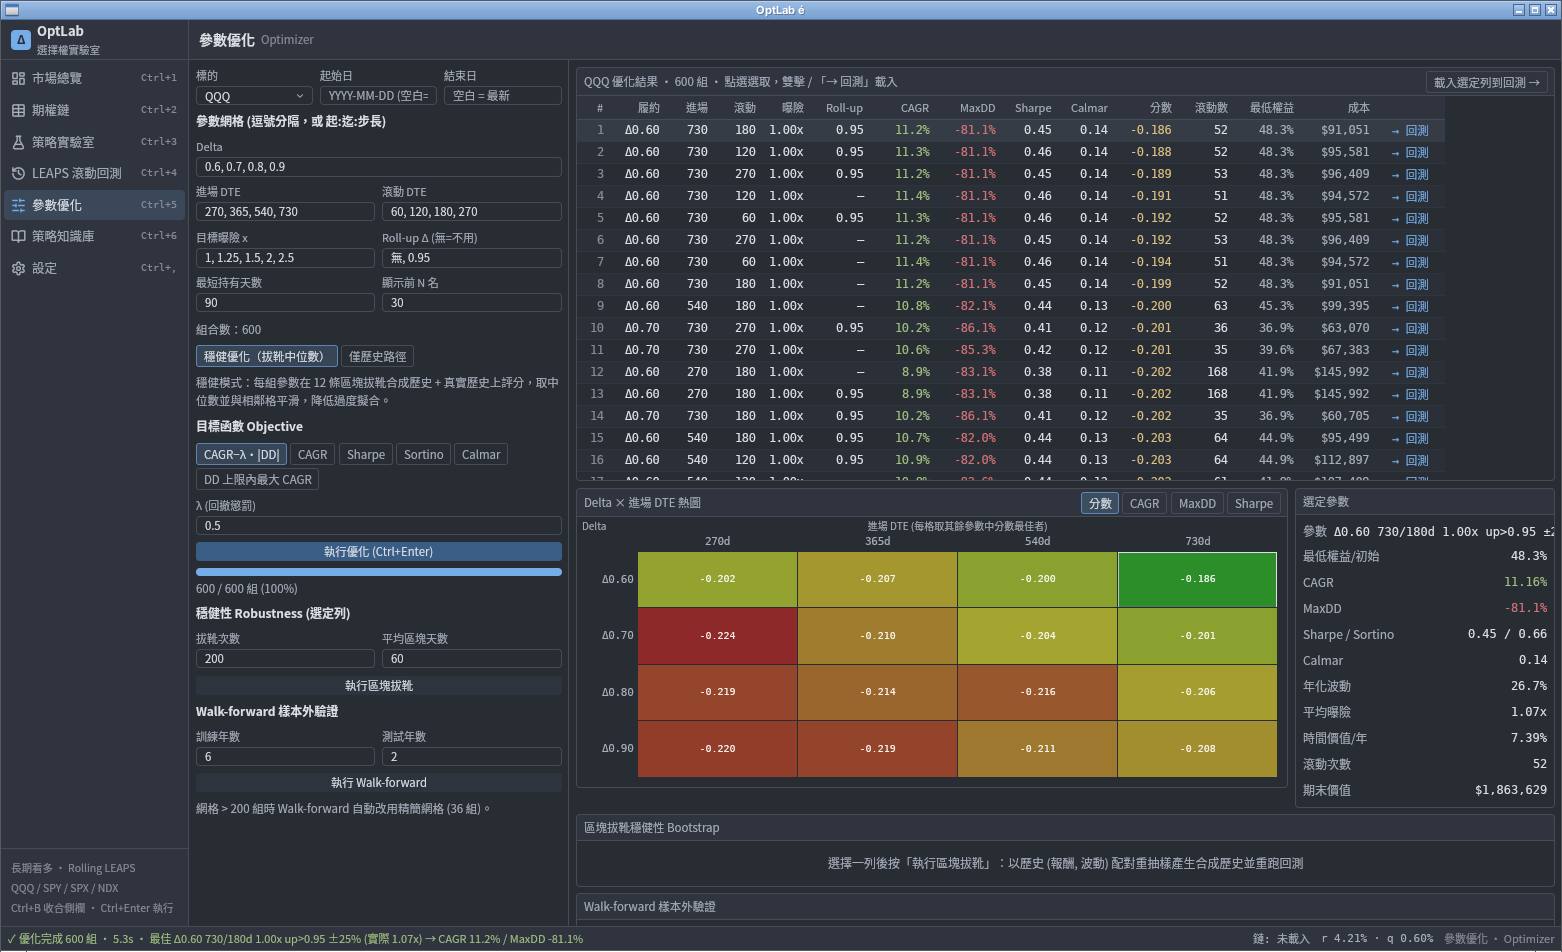 OptLab é
Δ
OptLab
選擇權實驗室
市場總覽 Ctrl+1
期權鏈 Ctrl+2
策略實驗室 Ctrl+3
LEAPS 滾動回測 Ctrl+4
參數優化 Ctrl+5
策略知識庫 Ctrl+6
設定 Ctrl+,
長期看多 · Rolling LEAPS
QQQ / SPY / SPX / NDX
Ctrl+B 收合側欄 · Ctrl+Enter 執行
參數優化 Optimizer
標的 起始日 結束日
QQQ YYYY-MM-DD (空白= 空白 = 最新
參數網格 (逗號分隔，或 起:迄:步長)
Delta
0.6, 0.7, 0.8, 0.9
進場 DTE 滾動 DTE
270, 365, 540, 730 60, 120, 180, 270
目標曝險 x Roll-up Δ (無=不用)
1, 1.25, 1.5, 2, 2.5 無, 0.95
最短持有天數 顯示前 N 名
90 30
組合數：600
穩健優化（拔靴中位數） 僅歷史路徑
穩健模式：每組參數在 12 條區塊拔靴合成歷史 + 真實歷史上評分，取中
位數並與相鄰格平滑，降低過度擬合。
目標函數 Objective
CAGR−λ·|DD| CAGR Sharpe Sortino Calmar
DD 上限內最大 CAGR
λ (回撤懲罰)
0.5
執行優化 (Ctrl+Enter)
600 / 600 組 (100%)
穩健性 Robustness (選定列)
拔靴次數 平均區塊天數
200 60
執行區塊拔靴
Walk-forward 樣本外驗證
訓練年數 測試年數
6 2
執行 Walk-forward
網格 > 200 組時 Walk-forward 自動改用精簡網格 (36 組)。
QQQ 優化結果 · 600 組 · 點選選取，雙擊 / 「→ 回測」載入 載入選定列到回測 →
# 履約 進場 滾動 曝險 Roll-up CAGR MaxDD Sharpe Calmar 分數 滾動數 最低權益 成本
1 Δ0.60 730 180 1.00x 0.95 11.2% -81.1% 0.45 0.14 -0.186 52 48.3% $91,051 → 回測
2 Δ0.60 730 120 1.00x 0.95 11.3% -81.1% 0.46 0.14 -0.188 52 48.3% $95,581 → 回測
3 Δ0.60 730 270 1.00x 0.95 11.2% -81.1% 0.45 0.14 -0.189 53 48.3% $96,409 → 回測
4 Δ0.60 730 120 1.00x — 11.4% -81.1% 0.46 0.14 -0.191 51 48.3% $94,572 → 回測
5 Δ0.60 730 60 1.00x 0.95 11.3% -81.1% 0.46 0.14 -0.192 52 48.3% $95,581 → 回測
6 Δ0.60 730 270 1.00x — 11.2% -81.1% 0.45 0.14 -0.192 53 48.3% $96,409 → 回測
7 Δ0.60 730 60 1.00x — 11.4% -81.1% 0.46 0.14 -0.194 51 48.3% $94,572 → 回測
8 Δ0.60 730 180 1.00x — 11.2% -81.1% 0.45 0.14 -0.199 52 48.3% $91,051 → 回測
9 Δ0.60 540 180 1.00x — 10.8% -82.1% 0.44 0.13 -0.200 63 45.3% $99,395 → 回測
10 Δ0.70 730 270 1.00x 0.95 10.2% -86.1% 0.41 0.12 -0.201 36 36.9% $63,070 → 回測
11 Δ0.70 730 270 1.00x — 10.6% -85.3% 0.42 0.12 -0.201 35 39.6% $67,383 → 回測
12 Δ0.60 270 180 1.00x — 8.9% -83.1% 0.38 0.11 -0.202 168 41.9% $145,992 → 回測
13 Δ0.60 270 180 1.00x 0.95 8.9% -83.1% 0.38 0.11 -0.202 168 41.9% $145,992 → 回測
14 Δ0.70 730 180 1.00x 0.95 10.2% -86.1% 0.41 0.12 -0.202 35 36.9% $60,705 → 回測
15 Δ0.60 540 180 1.00x 0.95 10.7% -82.0% 0.44 0.13 -0.203 64 44.9% $95,499 → 回測
16 Δ0.60 540 120 1.00x 0.95 10.9% -82.0% 0.44 0.13 -0.203 64 44.9% $112,897 → 回測
Delta × 進場 DTE 熱圖 分數 CAGR MaxDD Sharpe
Delta 進場 DTE (每格取其餘參數中分數最佳者)
270d 365d 540d 730d
Δ0.60 -0.202 -0.207 -0.200 -0.186
Δ0.70 -0.224 -0.210 -0.204 -0.201
Δ0.80 -0.219 -0.214 -0.216 -0.206
Δ0.90 -0.220 -0.219 -0.211 -0.208
選定參數
參數 Δ0.60 730/180d 1.00x up>0.95 ±2
最低權益/初始 48.3%
CAGR 11.16%
MaxDD -81.1%
Sharpe / Sortino 0.45 / 0.66
Calmar 0.14
年化波動 26.7%
平均曝險 1.07x
時間價值/年 7.39%
滾動次數 52
期末價值 $1,863,629
區塊拔靴穩健性 Bootstrap
選擇一列後按「執行區塊拔靴」：以歷史 (報酬, 波動) 配對重抽樣產生合成歷史並重跑回測
Walk-forward 樣本外驗證
✓ 優化完成 600 組 · 5.3s · 最佳 Δ0.60 730/180d 1.00x up>0.95 ±25% (實際 1.07x) → CAGR 11.2% / MaxDD -81.1%
鏈: 未載入 r 4.21% · q 0.60% 參數優化 · Optimizer